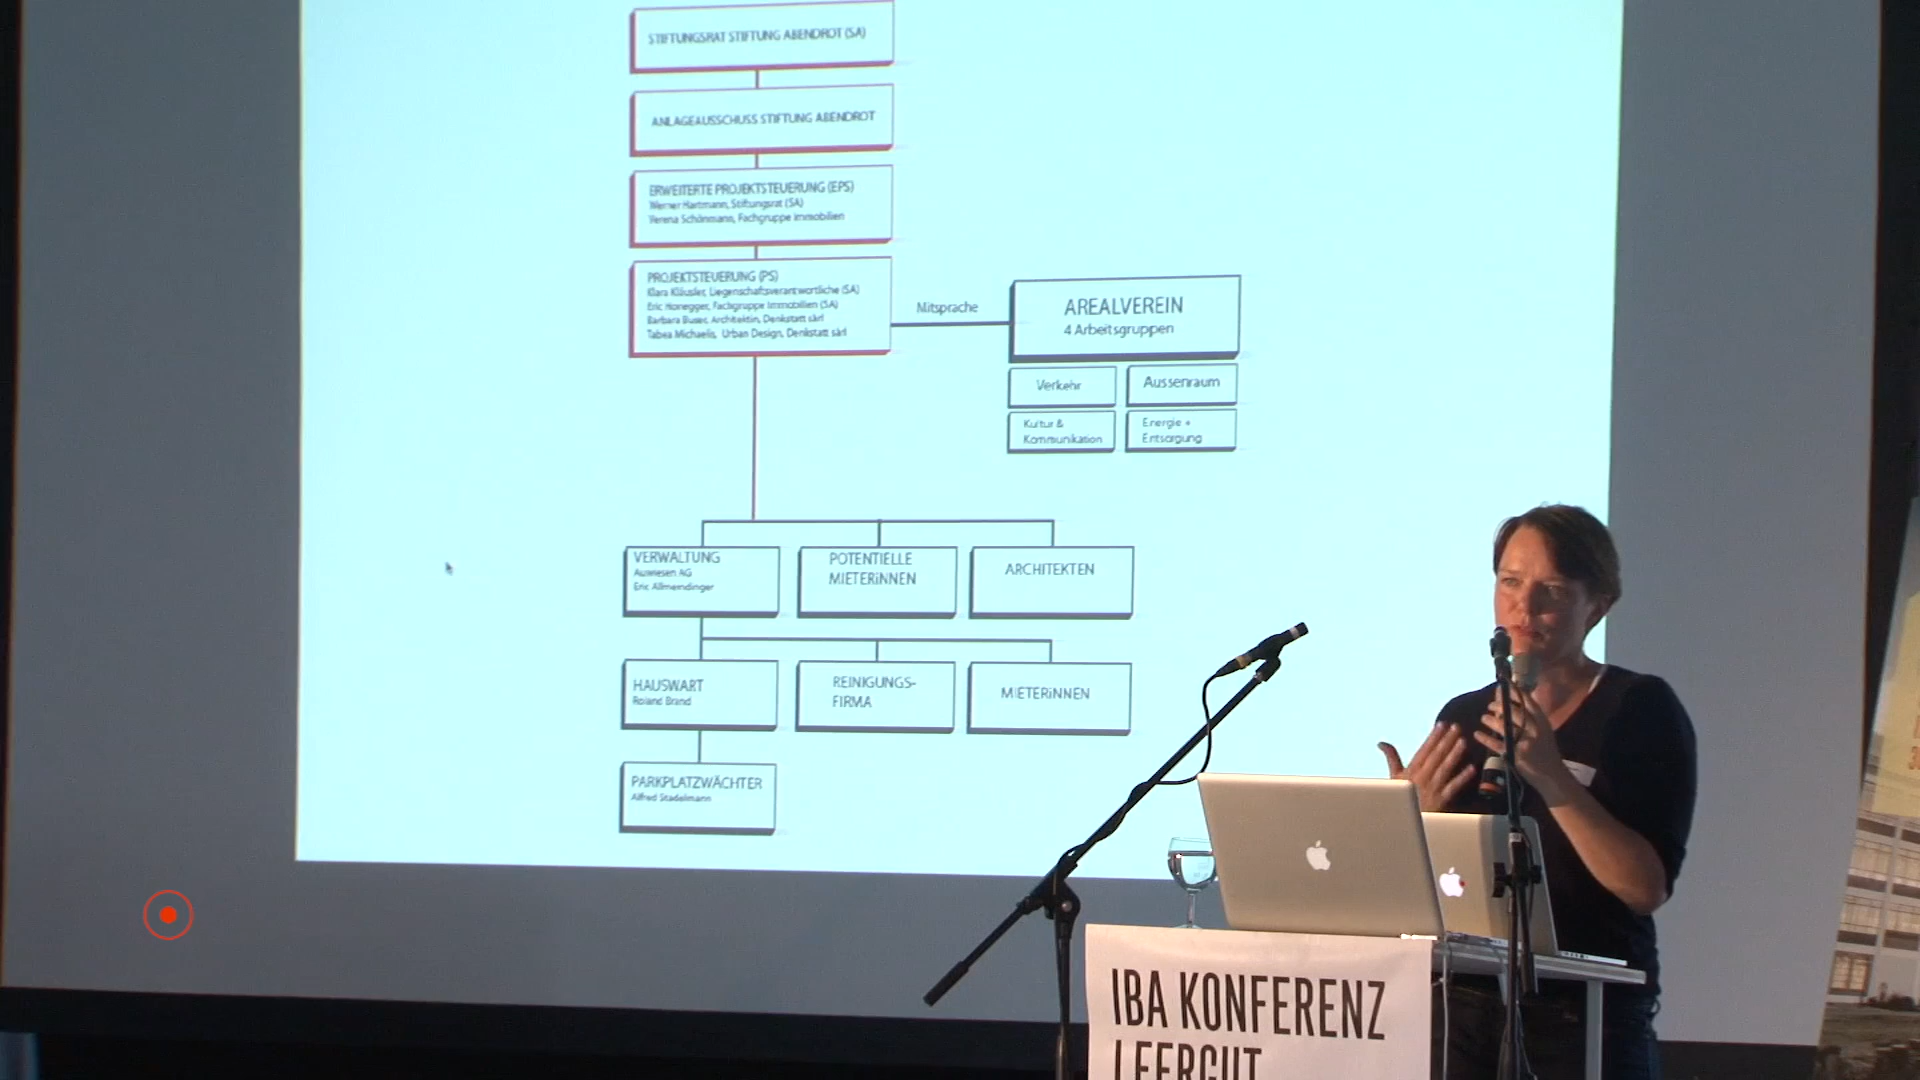 STIFTUNGSRAT STIFTUNG ABENDROT (SA)
ANLAGEAUSSCHUSS STIFTUNG ABENDROT
ERWEITERTE PROJEKTSTEUERUNG (EPS)
Werner Hartmann, Stiftungsrat (SA)
Verena Schönmann, Fachgruppe Immobilien
PROJEKTSTEUERUNG (PS)
Klara Kläusler, Liegenschaftsverantwortliche (SA)
Eric Honegger, Fachgruppe Immobilien (SA)
Barbara Buser, Architektin, Denkstatt sàrl
Tabea Michaelis, Urban Design, Denkstatt sàrl
Mitsprache
AREALVEREIN
4 Arbeitsgruppen
Verkehr
Aussenraum
Kultur &
Kommunikation
Energie +
Entsorgung
VERWALTUNG
Auwiesen AG
Eric Allmendinger
POTENTIELLE
MIETERiNNEN
ARCHITEKTEN
HAUSWART
Roland Brand
REINIGUNGS-
FIRMA
MIETERiNNEN
PARKPLATZWÄCHTER
Alfred Stadelmann
IBA KONFERENZ
LEERGUT